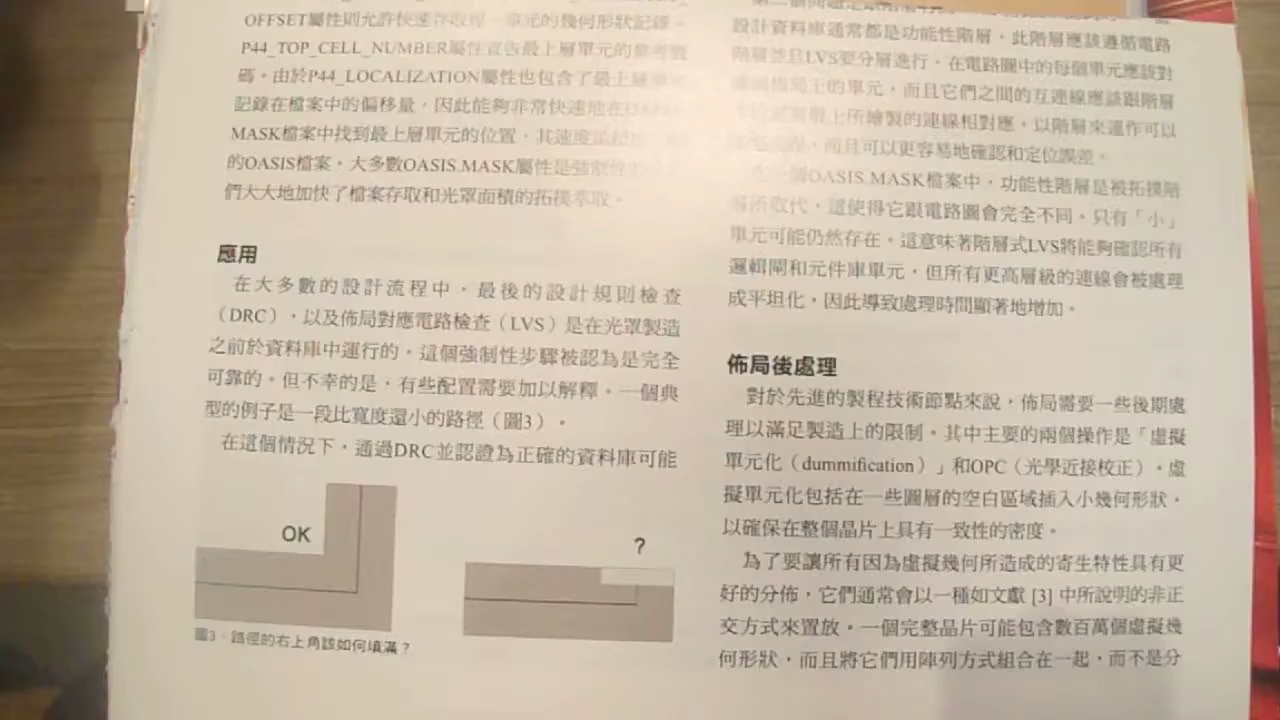 OFFSET屬性則允許快速存取每一單元的幾何形狀記錄。
P44_TOP_CELL_NUMBER屬性宣告最上層單元的參考號
碼。由於P44_LOCALIZATION屬性也包含了最上層單
記錄在檔案中的偏移量，因此能夠非常快速地在
MASK檔案中找到最上層單元的位置，其速度
的OASIS檔案。大多數OASIS.MASK屬性是強制性
們大大地加快了檔案存取和光罩面積的拓撲萃取。
應用
在大多數的設計流程中，最後的設計規則檢查
（DRC），以及佈局對應電路檢查（LVS）是在光罩製造
之前於資料庫中運行的。這個強制性步驟被認為是完全
可靠的。但不幸的是，有些配置需要加以解釋。一個典
型的例子是一段比寬度還小的路徑（圖3）。
在這個情況下，通過DRC並認證為正確的資料庫可能
OK
?
圖3、路徑的右上角該如何填滿？
設計資料庫通常都是功能性階層。此階層應該遵循電路
階層並且LVS要分層進行。在電路圖中的每個單元應該對
的單元，而且它們之間的互連線應該跟階層
上所繪製的連線相對應。以階層來運作可以
而且可以更容易地確認和定位誤差。
OASIS.MASK檔案中，功能性階層是被拓撲階
層所取代，這使得它跟電路圖會完全不同。只有「小」
單元可能仍然存在。這意味著階層式LVS將能夠確認所有
邏輯閘和元件庫單元，但所有更高層級的連線會被處理
成平坦化，因此導致處理時間顯著地增加。
佈局後處理
對於先進的製程技術節點來說，佈局需要一些後期處
理以滿足製造上的限制。其中主要的兩個操作是「虛擬
單元化（dummification）」和OPC（光學近接校正）。虛
擬單元化包括在一些圖層的空白區域插入小幾何形狀，
以確保在整個晶片上具有一致性的密度。
為了要讓所有因為虛擬幾何所造成的寄生特性具有更
好的分佈，它們通常會以一種如文獻 [3] 中所說明的非正
交方式來置放。一個完整晶片可能包含數百萬個虛擬幾
何形狀，而且將它們用陣列方式組合在一起，而不是分